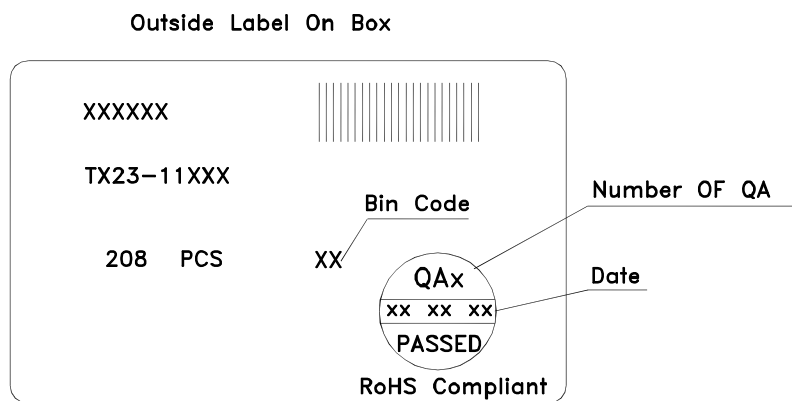 Outside Label On Box
XXXXXX
TX23-11XXX
Number OF QA
Bin Code
208 PCS
XX
QAx
Date
xx xx xx
PASSED
RoHS Compliant